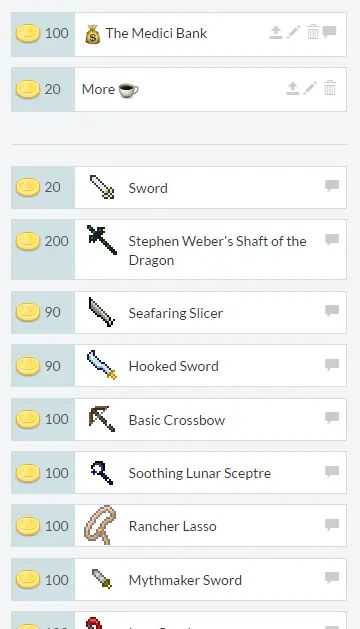 100 The Medici Bank
20 More
20 Sword
200 Stephen Weber's Shaft of the
Dragon
90 Seafaring Slicer
90 Hooked Sword
100 Basic Crossbow
100 Soothing Lunar Sceptre
100 Rancher Lasso
100 Mythmaker Sword